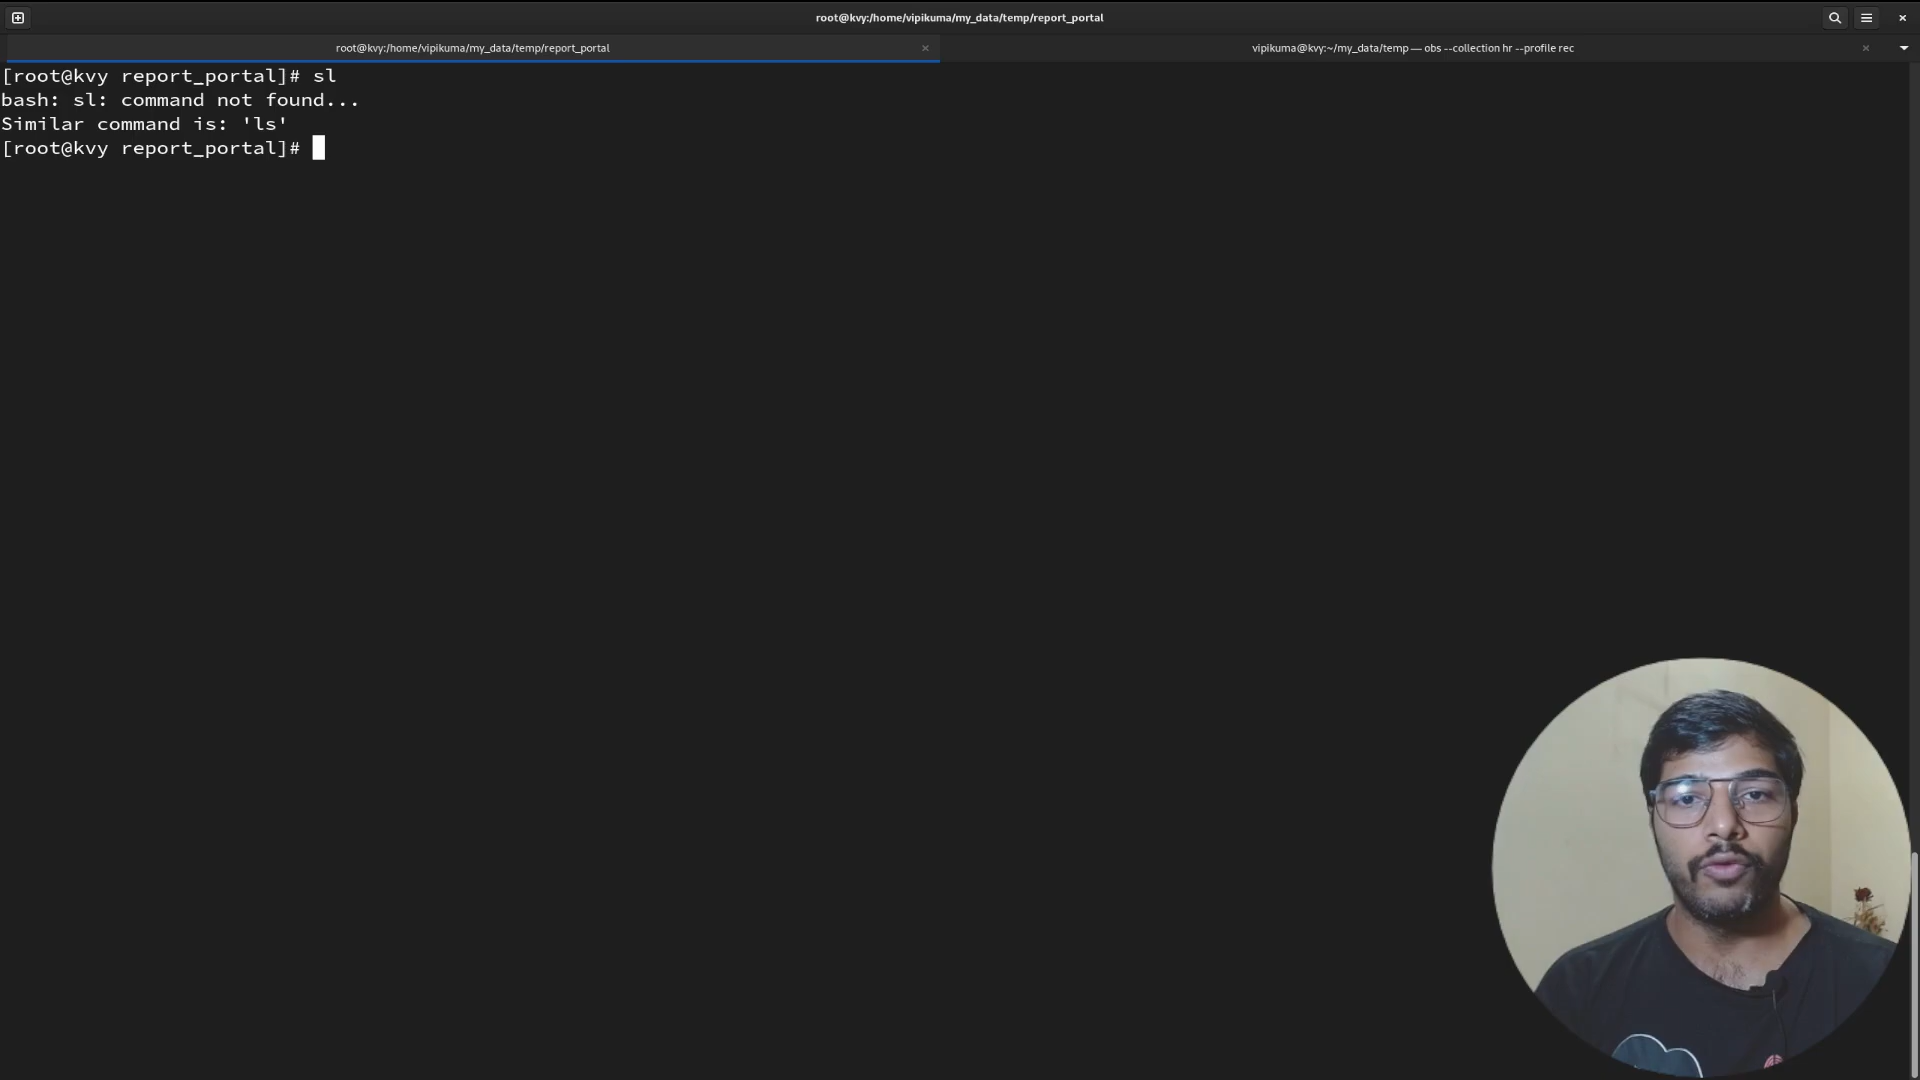 root@kvy:/home/vipikuma/my_data/temp/report_portal
root@kvy:/home/vipikuma/my_data/temp/report_portal
vipikuma@kvy:~/my_data/temp — obs --collection hr --profile rec
[root@kvy report_portal]# sl
bash: sl: command not found...
Similar command is: 'ls'
[root@kvy report_portal]#